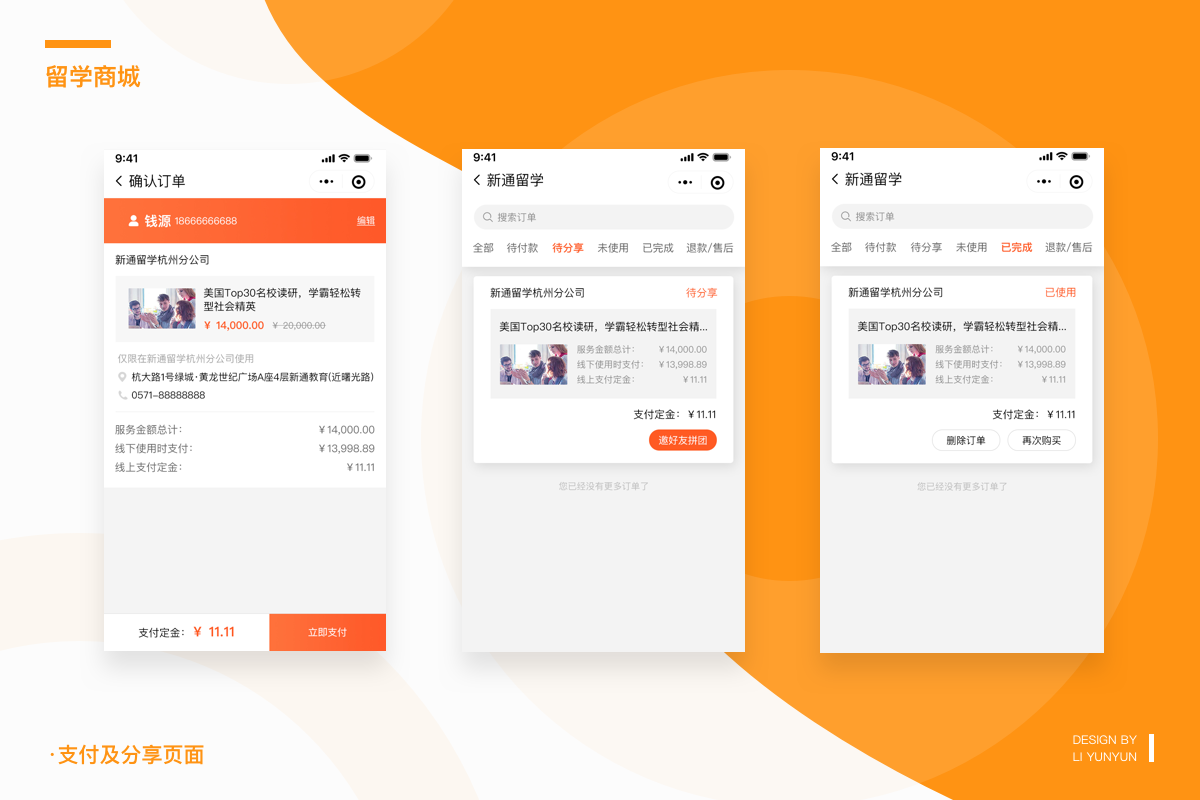 留学商城
9:41
确认订单
钱源 18666666688 编辑
新通留学杭州分公司
美国Top30名校读研，学霸轻松转
型社会精英
￥ 14,000.00 ￥ 20,000.00
仅限在新通留学杭州分公司使用
杭大路1号绿城·黄龙世纪广场A座4层新通教育(近曙光路)
0571-88888888
服务金额总计： ￥14,000.00
线下使用时支付： ￥13,998.89
线上支付定金： ￥11.11
支付定金： ￥ 11.11 立即支付
9:41
新通留学
搜索订单
全部 待付款 待分享 未使用 已完成 退款/售后
新通留学杭州分公司 待分享
美国Top30名校读研，学霸轻松转型社会精...
服务金额总计： ￥14,000.00
线下使用时支付： ￥13,998.89
线上支付定金： ￥11.11
支付定金： ￥11.11
邀好友拼团
您已经没有更多订单了
9:41
新通留学
搜索订单
全部 待付款 待分享 未使用 已完成 退款/售后
新通留学杭州分公司 已使用
美国Top30名校读研，学霸轻松转型社会精...
服务金额总计： ￥14,000.00
线下使用时支付： ￥13,998.89
线上支付定金： ￥11.11
支付定金： ￥11.11
删除订单 再次购买
您已经没有更多订单了
·支付及分享页面
DESIGN BY
LI YUNYUN